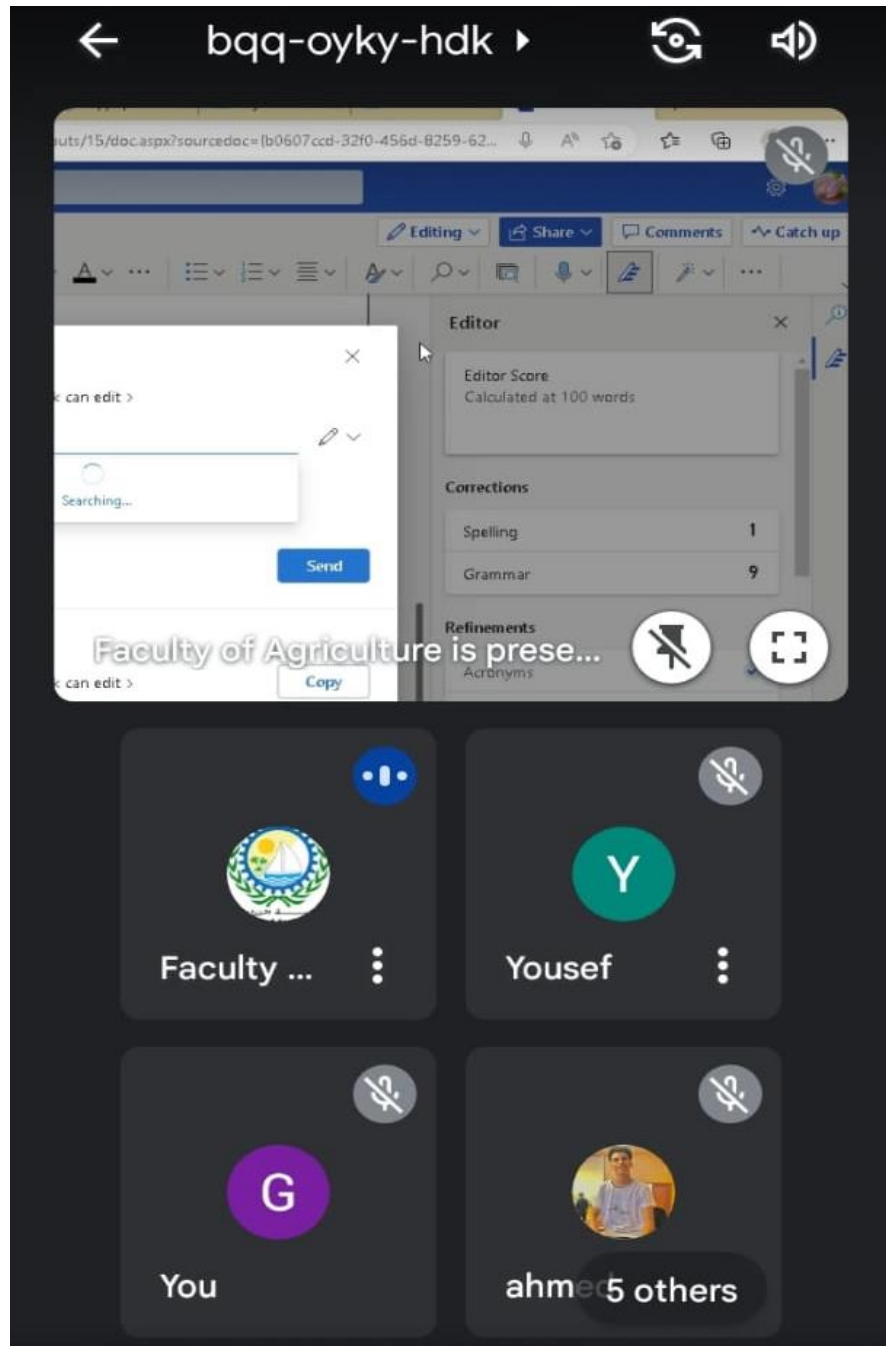 bqq-oyky-hdk
outs/15/doc.aspx?sourcedoc={b0607ccd-32f0-456d-8259-62...
Editing Share Comments Catch up
Editor
Editor Score
Calculated at 100 words
can edit >
Searching...
Corrections
Spelling 1
Send
Grammar 9
Refinements
Faculty of Agriculture is prese...
Acronyms
can edit >
Copy
Faculty ...
Y
Yousef
G
You
ahmed
5 others